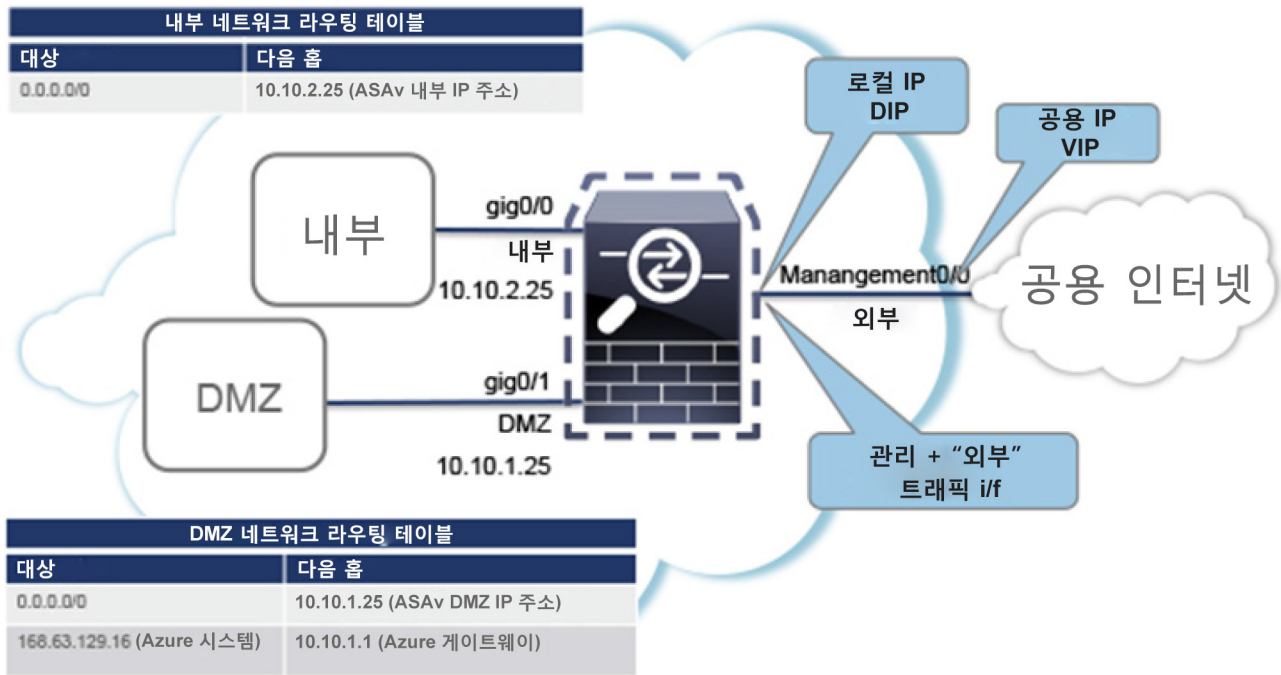 내부 네트워크 라우팅 테이블
대상 다음 홉
0.0.0.0/0 10.10.2.25 (ASAv 내부 IP 주소)
로컬 IP
DIP
공용 IP
VIP
내부
gig0/0
내부
10.10.2.25
Manangement0/0
외부
공용 인터넷
DMZ
gig0/1
DMZ
10.10.1.25
관리 + “외부”
트래픽 i/f
DMZ 네트워크 라우팅 테이블
대상 다음 홉
0.0.0.0/0 10.10.1.25 (ASAv DMZ IP 주소)
168.63.129.16 (Azure 시스템) 10.10.1.1 (Azure 게이트웨이)